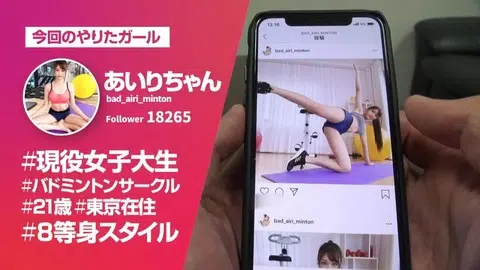 今回のやりたガール
あいりちゃん
bad_airi_minton
Follower 18265
#現役女子大生
#バドミントンサークル
#21歳 #東京在住
#8等身スタイル
BAD_AIRI_MINTON
投稿
bad_airi_minton
bad_airi_minton